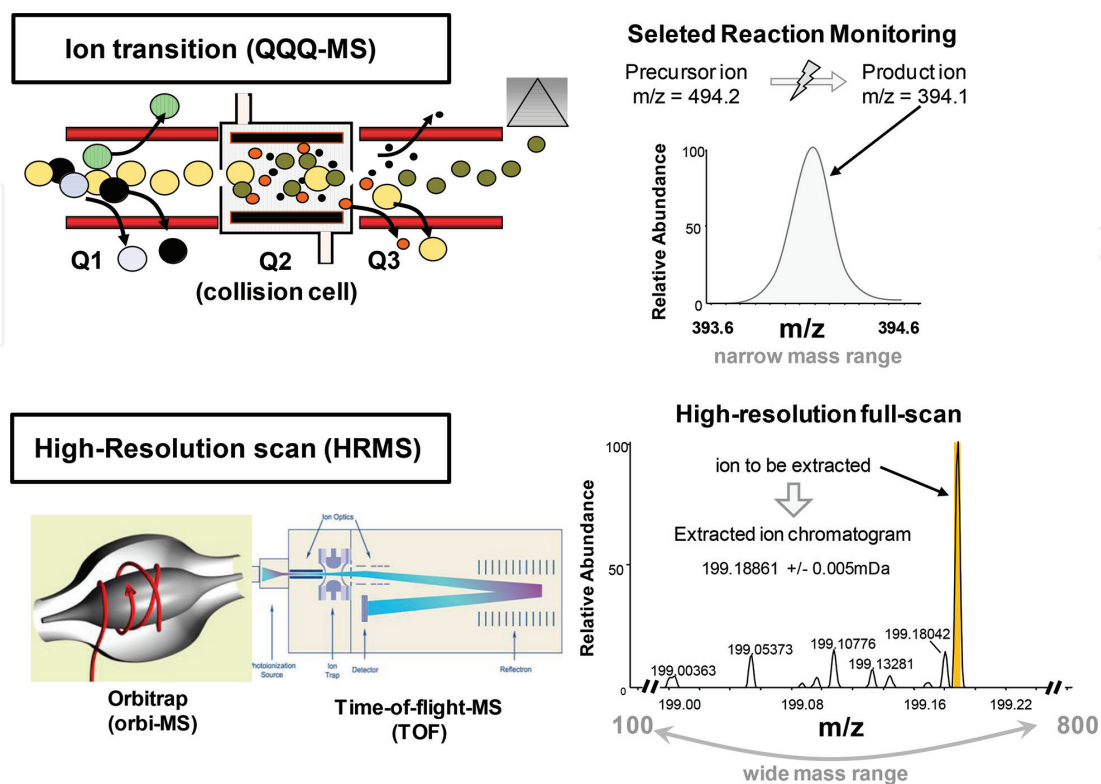 Ion transition (QQQ-MS)
Q1
Q2
Q3
(collision cell)
Seleted Reaction Monitoring
Precursor ion
m/z = 494.2
Production
m/z = 394.1
Relative Abundance
100
50
0
393.6
m/z
394.6
narrow mass range
High-Resolution scan (HRMS)
Ion Optics
hotoionization
Source
Ion
Trap
Detector
Reflectron
Orbitrap
(orbi-MS)
Time-of-flight-MS
(TOF)
High-resolution full-scan
Relative Abundance
100
50
0
ion to be extracted
Extracted ion chromatogram
199.18861 +/- 0.005mDa
199.00363
199.05373
199.10776
199.13281
199.18042
199.00
199.08
199.16
199.22
100
m/z
800
wide mass range